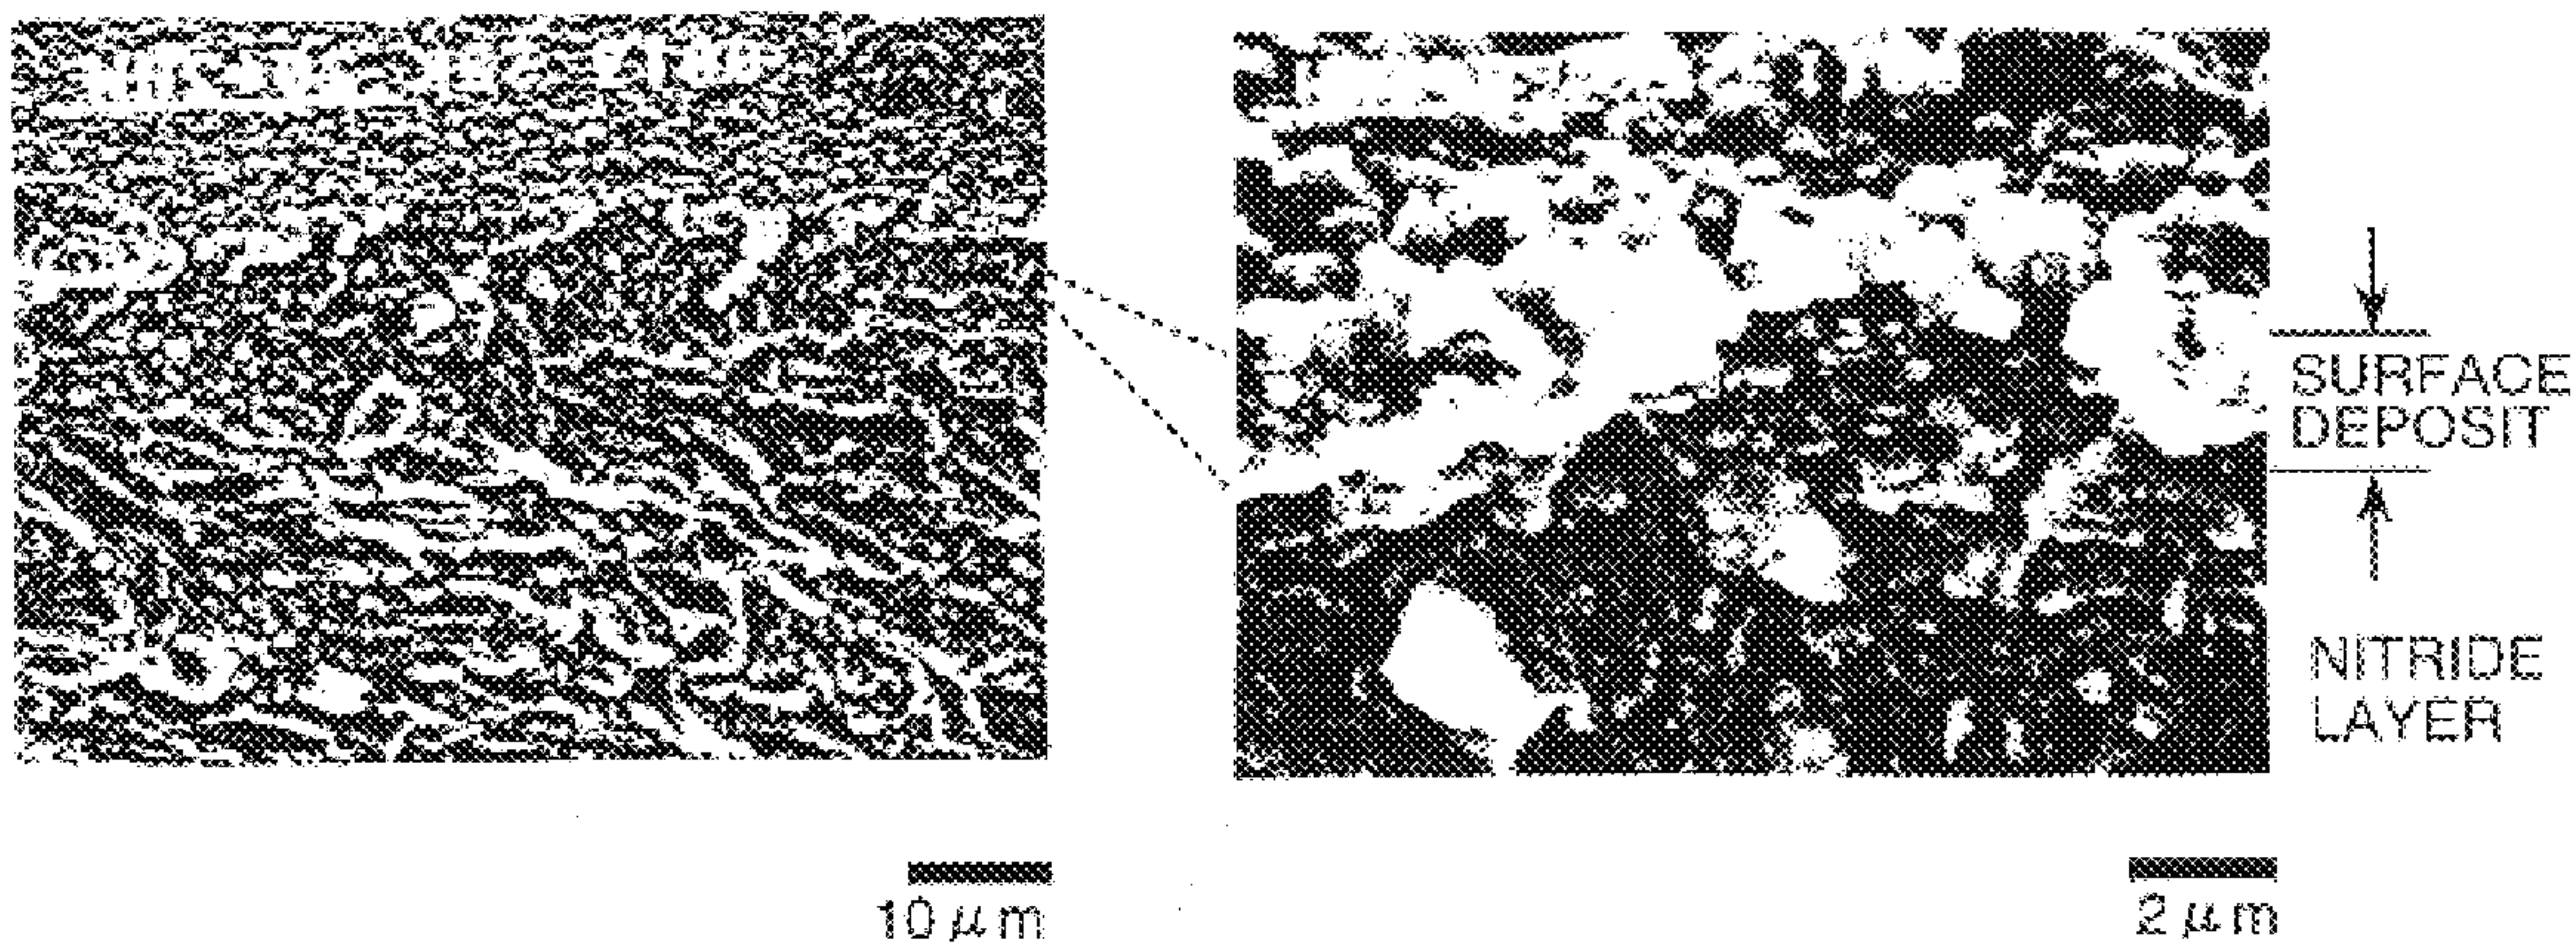 SURFACE
DEPOSIT
NITRIDE
LAYER
10 μm
2 μm